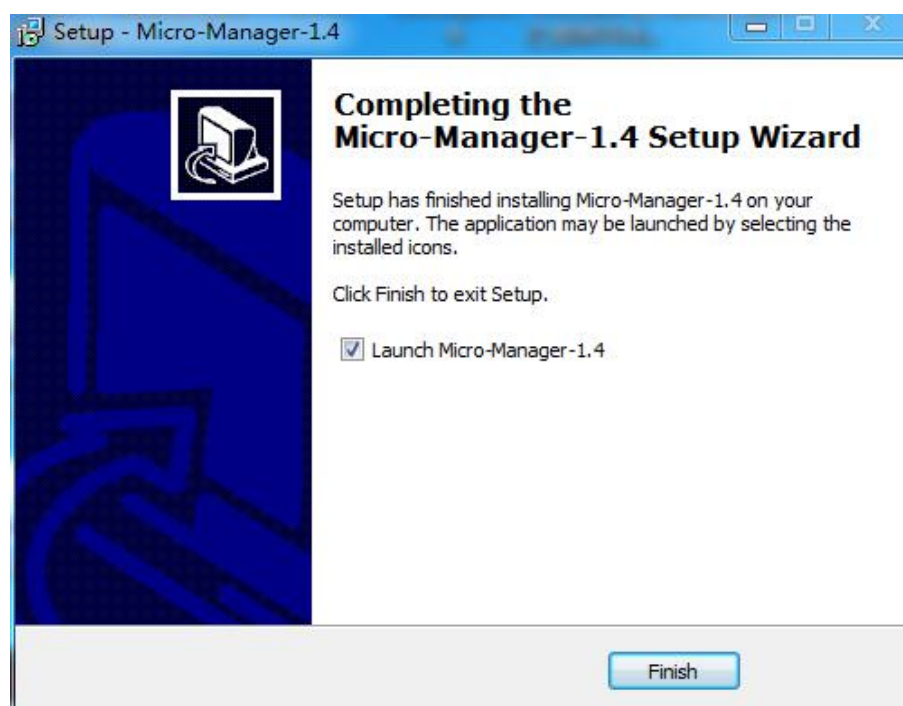 Setup - Micro-Manager-1.4
Completing the
Micro-Manager-1.4 Setup Wizard
Setup has finished installing Micro-Manager-1.4 on your
computer. The application may be launched by selecting the
installed icons.
Click Finish to exit Setup.
Launch Micro-Manager-1.4
Finish